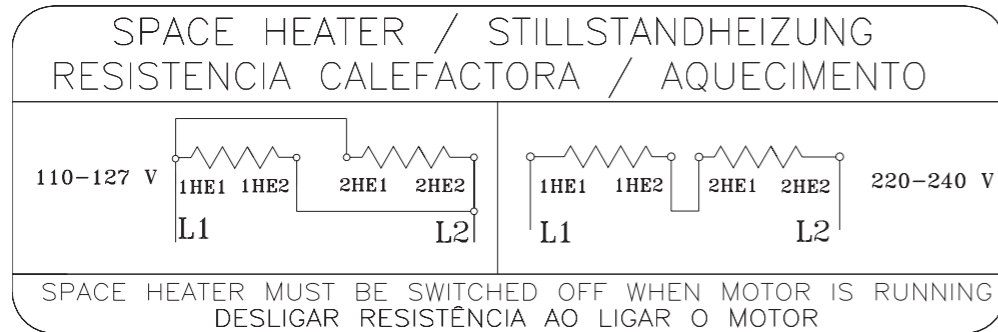 SPACE HEATER / STILLSTANDHEIZUNG
RESISTENCIA CALEFACTORA / AQUECIMENTO
110-127 V
1HE1 1HE2 2HE1 2HE2
L1 L2
1HE1 1HE2 2HE1 2HE2
220-240 V
L1 L2
SPACE HEATER MUST BE SWITCHED OFF WHEN MOTOR IS RUNNING
DESLIGAR RESISTÊNCIA AO LIGAR O MOTOR